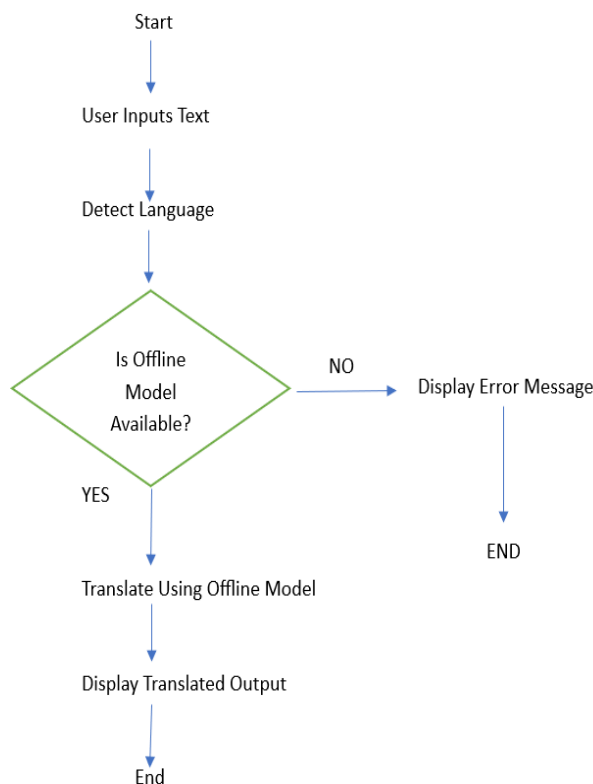 Start
User Inputs Text
Detect Language
Is Offline
Model
Available?
NO
Display Error Message
YES
END
Translate Using Offline Model
Display Translated Output
End